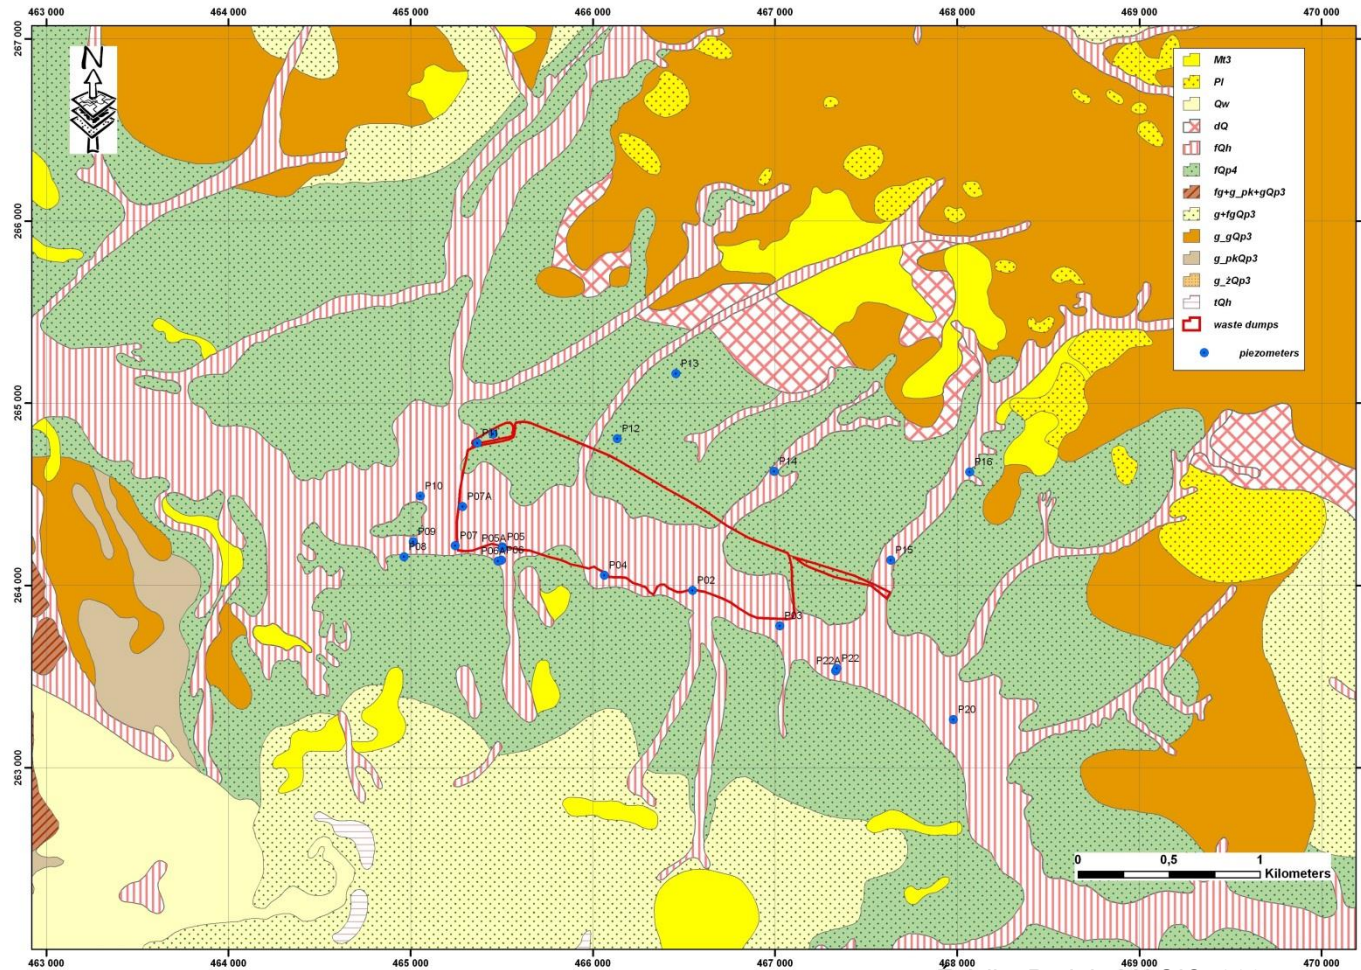 463 000 464 000 465 000 466 000 467 000 468 000 469 000 470 000
267 000
266 000
265 000
264 000
263 000
N
Mt3
Pl
Qw
dQ
fQh
fQp4
fg+g_pk+gQp3
g+fgQp3
g_gQp3
g_pkQp3
g_żQp3
tQh
waste dumps
piezometers
P13
P11
P12
P14
P16
P10
P07A
P09
P08
P07
P05A P05
P06A P06
P04
P02
P15
P03
P22A P22
P20
0 0,5 1
Kilometers
463 000 464 000 465 000 466 000 467 000 468 000 469 000 470 000